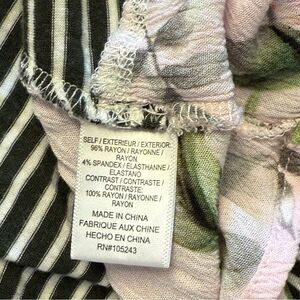 SELF / EXTERIEUR / EXTERIOR:
96% RAYON / RAYONNE /
RAYON
4% SPANDEX / ELASTHANNE /
ELASTANO
CONTRAST / CONTRASTE /
CONTRASTE:
100% RAYON / RAYONNE /
RAYON
MADE IN CHINA
FABRIQUE AUX CHINE
HECHO EN CHINA
RN#105243